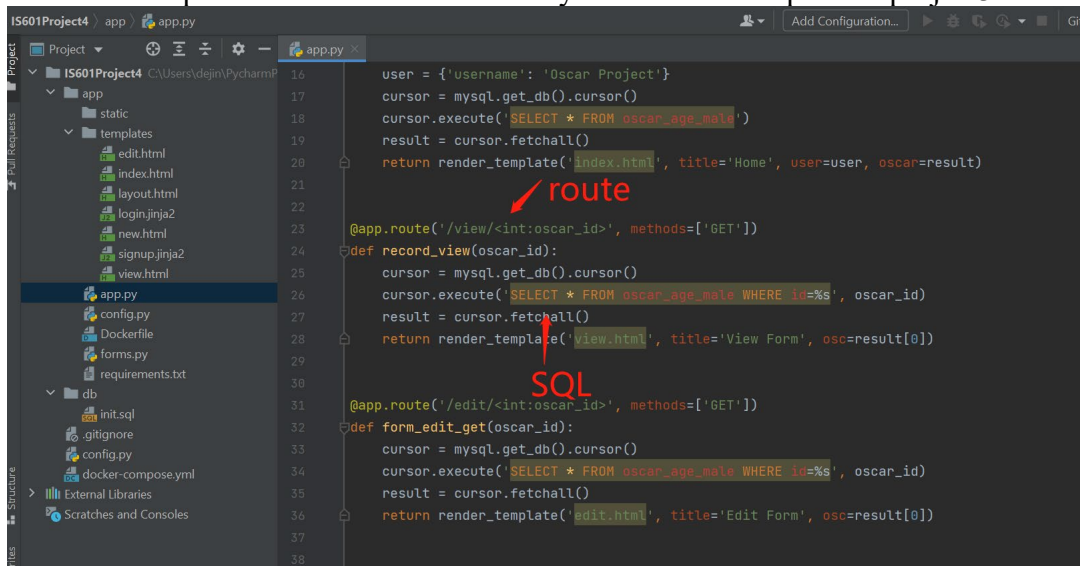 IS601Project4 〉 app 〉 app.py
Add Configuration...
Git
Project
app.py ×
Project
Pull Requests
Structure
IS601Project4 C:\Users\dejin\PycharmP
app
static
templates
edit.html
index.html
layout.html
login.jinja2
new.html
signup.jinja2
view.html
app.py
config.py
Dockerfile
forms.py
requirements.txt
db
init.sql
.gitignore
config.py
docker-compose.yml
External Libraries
Scratches and Consoles
16 user = {'username': 'Oscar Project'}
17 cursor = mysql.get_db().cursor()
18 cursor.execute('SELECT * FROM oscar_age_male')
19 result = cursor.fetchall()
20 return render_template('index.html', title='Home', user=user, oscar=result)
21
route
22
23 @app.route('/view/<int:oscar_id>', methods=['GET'])
24 def record_view(oscar_id):
25 cursor = mysql.get_db().cursor()
26 cursor.execute('SELECT * FROM oscar_age_male WHERE id=%s', oscar_id)
27 result = cursor.fetchall()
28 return render_template('view.html', title='View Form', osc=result[0])
29
SQL
30
31 @app.route('/edit/<int:oscar_id>', methods=['GET'])
32 def form_edit_get(oscar_id):
33 cursor = mysql.get_db().cursor()
34 cursor.execute('SELECT * FROM oscar_age_male WHERE id=%s', oscar_id)
35 result = cursor.fetchall()
36 return render_template('edit.html', title='Edit Form', osc=result[0])
37
38